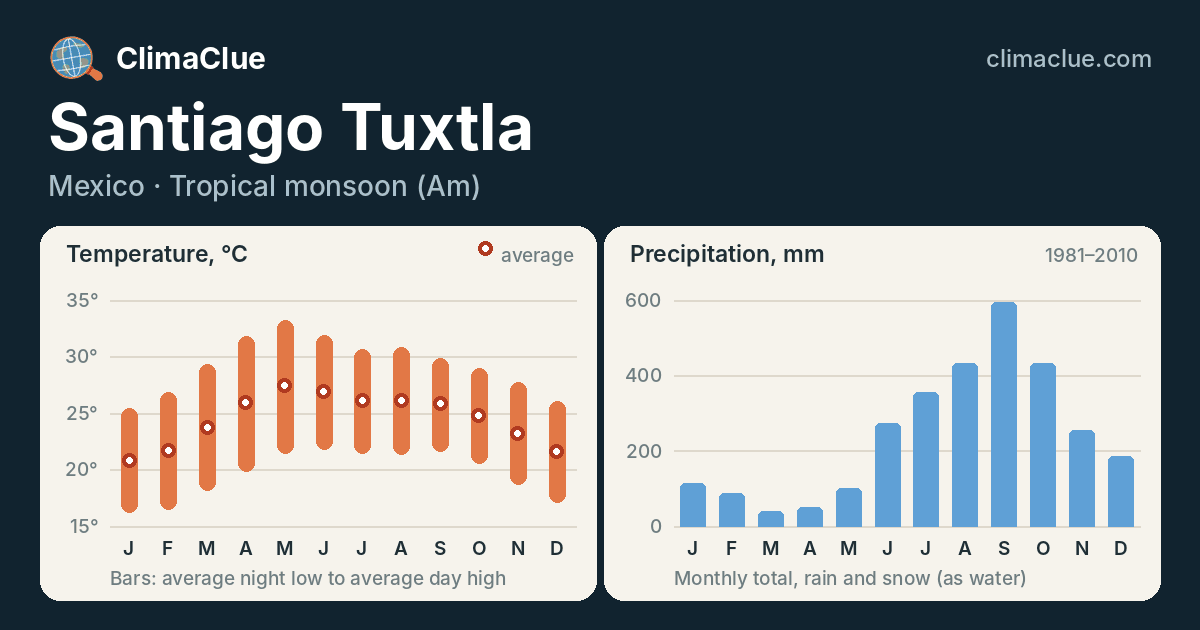 ClimaClue
climaclue.com
Santiago Tuxtla
Mexico · Tropical monsoon (Am)
Temperature, °C
average
35°
30°
25°
20°
15°
J F M A M J J A S O N D
Bars: average night low to average day high
Precipitation, mm
1981–2010
600
400
200
0
J F M A M J J A S O N D
Monthly total, rain and snow (as water)